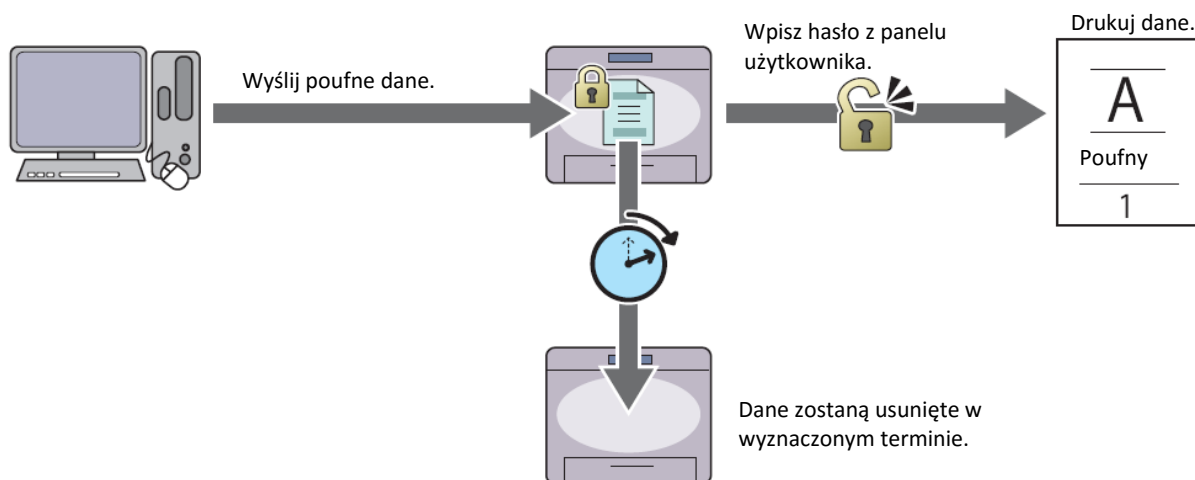 Wyślij poufne dane.
Wpisz hasło z panelu
użytkownika.
Drukuj dane.
A
Poufny
1
Dane zostaną usunięte w
wyznaczonym terminie.